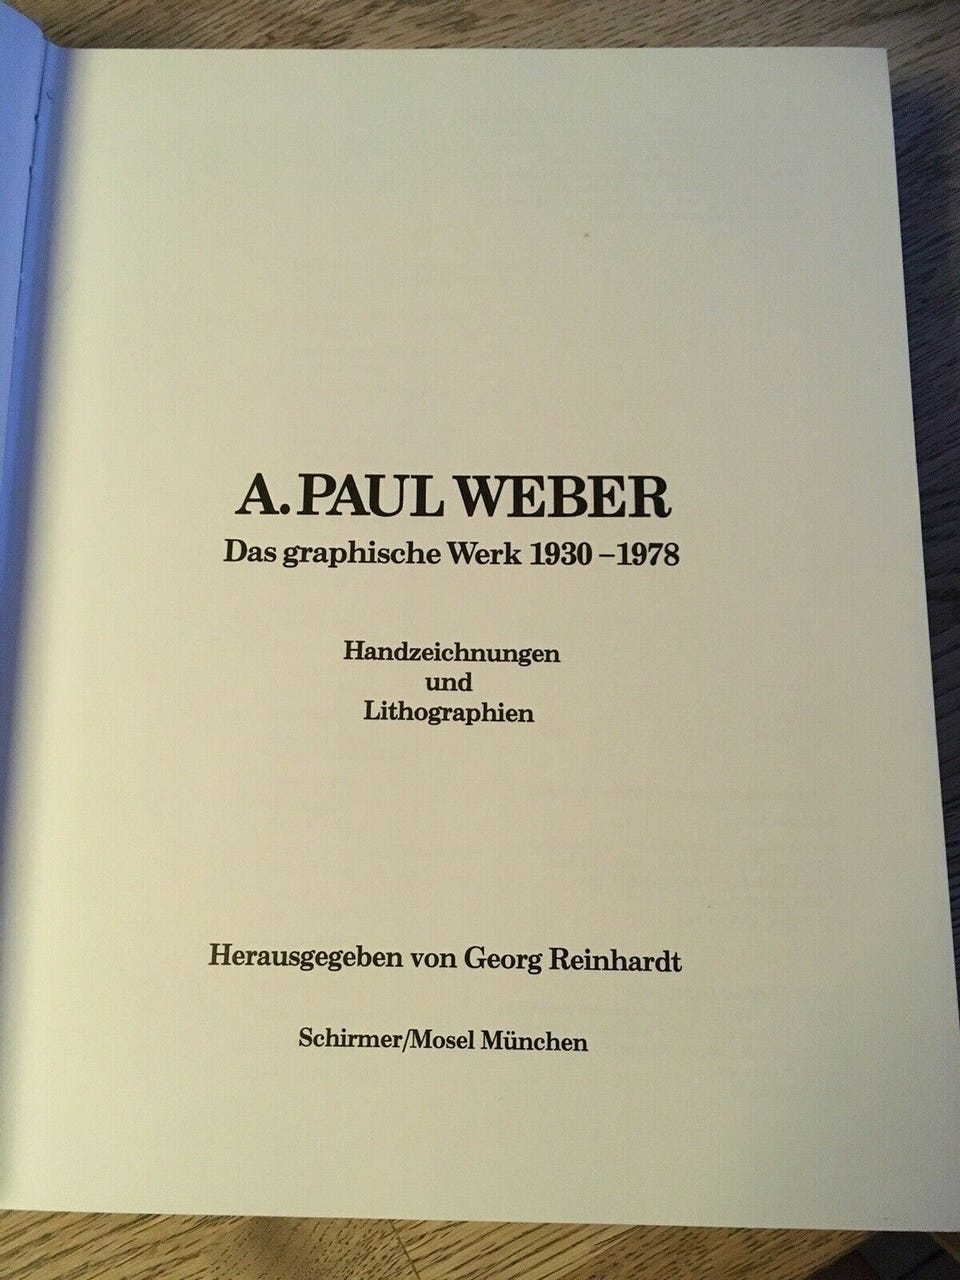 A. PAUL WEBER
Das graphische Werk 1930–1978
Handzeichnungen
und
Lithographien
Herausgegeben von Georg Reinhardt
Schirmer/Mosel München